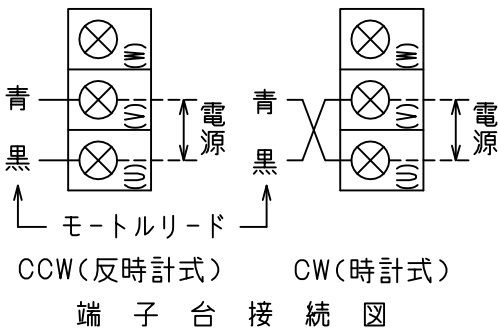 (W)
(W)
青
(V)
電源
青
(V)
電源
黒
(U)
黒
(U)
モートルリード
CCW(反時計式)
CW(時計式)
端子台接続図